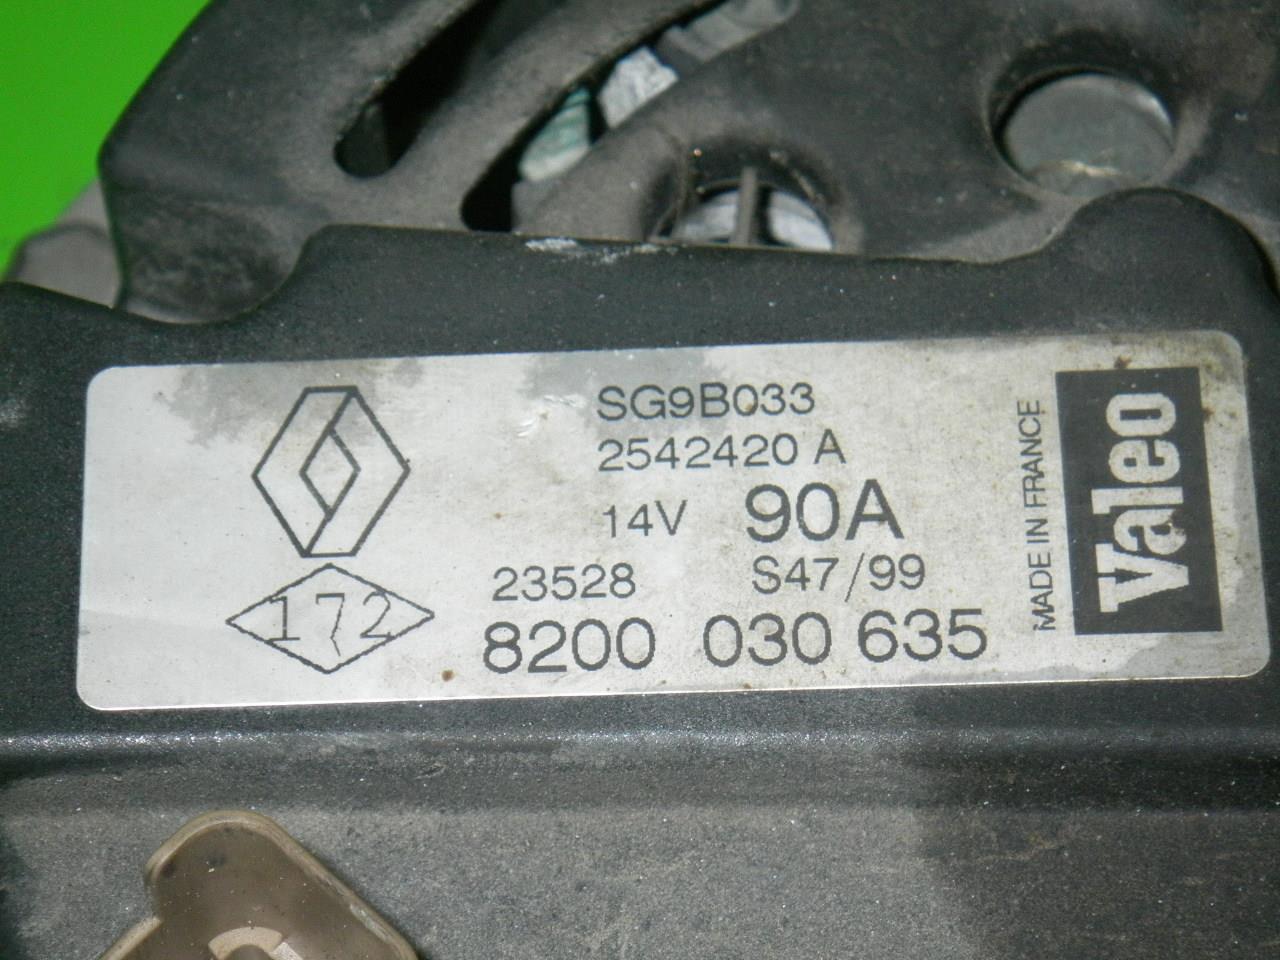 SG9B033
2542420 A
14V 90A
23528 S47/99
172
8200 030 635
MADE IN FRANCE
Valeo